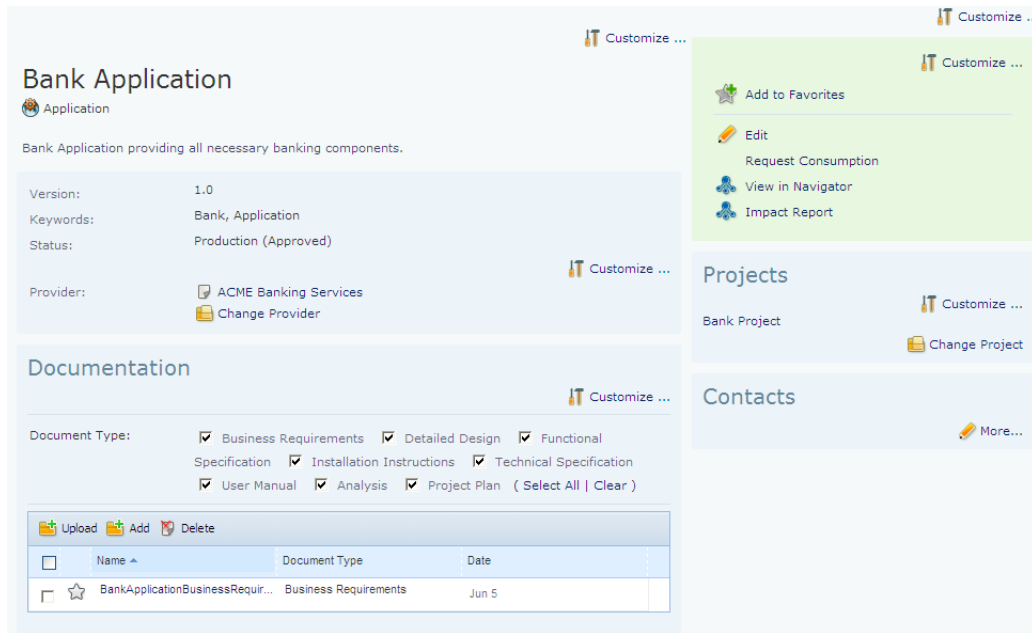 Customize ..
Customize ...
Bank Application
Application
Bank Application providing all necessary banking components.
Version: 1.0
Keywords: Bank, Application
Status: Production (Approved)
Customize ...
Provider: ACME Banking Services
Change Provider
Documentation
Customize ...
Document Type: Business Requirements Detailed Design Functional
Specification Installation Instructions Technical Specification
User Manual Analysis Project Plan ( Select All | Clear )
Upload Add Delete
Name Document Type Date
BankApplicationBusinessRequir... Business Requirements Jun 5
Customize ...
Add to Favorites
Edit
Request Consumption
View in Navigator
Impact Report
Projects
Customize ...
Bank Project
Change Project
Contacts
More...